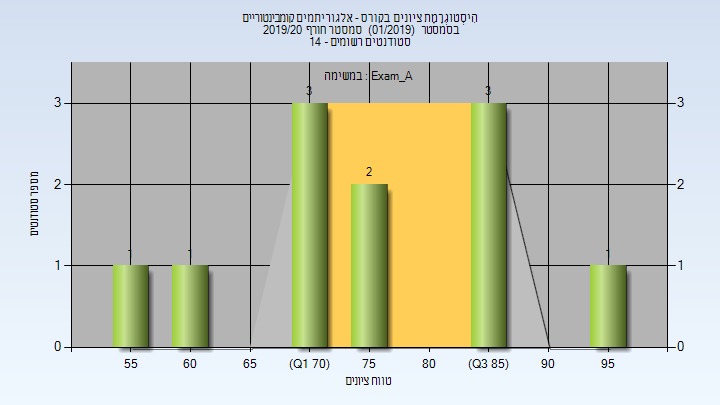 היסטוגרמת ציונים בקורס - אלגוריתמים קומבינטוריים
בסמסטר (01/2019) סמסטר חורף 2019/20
סטודנטים רשומים - 14
במשימה : Exam_A
3 3
2
1 1 1
3 3
2 2
1 1
0 0
מספר סטודנטים
55 60 65 (Q1 70) 75 80 (Q3 85) 90 95
טווח ציונים